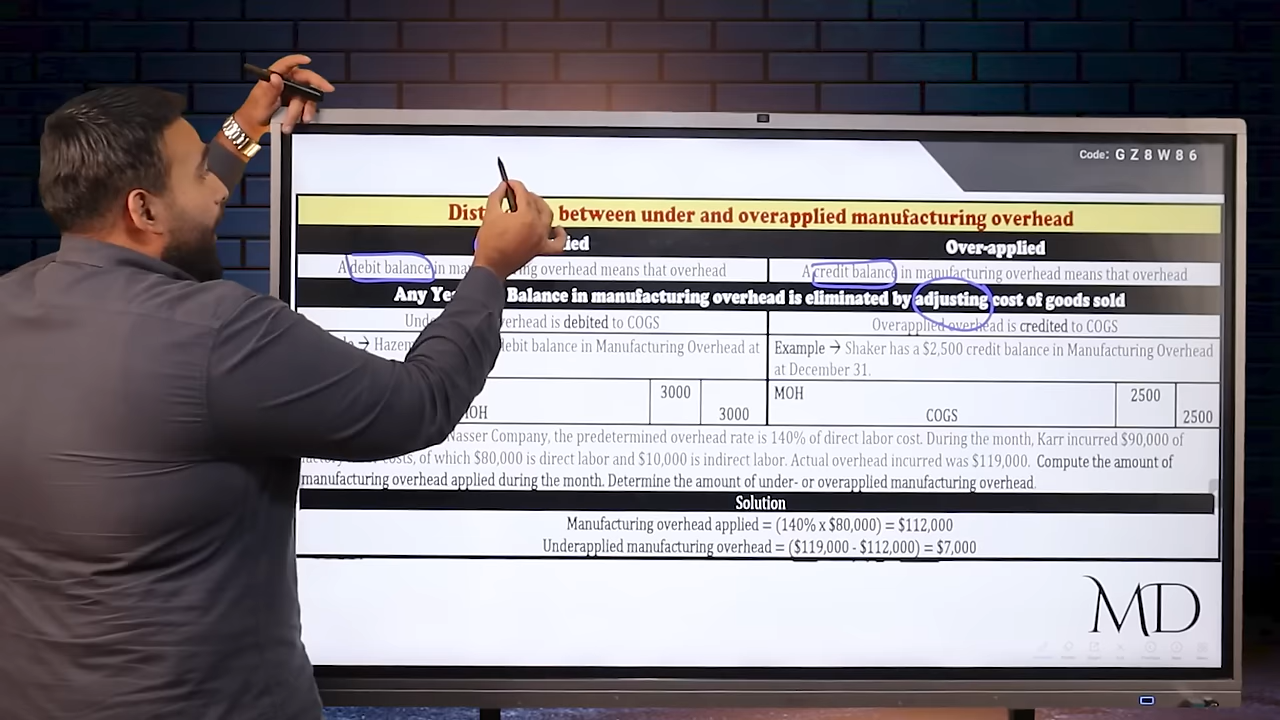 Code: GZ8W86
Dist between under and overapplied manufacturing overhead
ied
Over-applied
A debit balance in ma ing overhead means that overhead
A credit balance in manufacturing overhead means that overhead
Any Ye Balance in manufacturing overhead is eliminated by adjusting cost of goods sold
Und erhead is debited to COGS
Overapplied overhead is credited to COGS
→ Hazem ebit balance in Manufacturing Overhead at
Example → Shaker has a $2,500 credit balance in Manufacturing Overhead
at December 31.
3000
OH 3000
MOH 2500
COGS 2500
Nasser Company, the predetermined overhead rate is 140% of direct labor cost. During the month, Karr incurred $90,000 of
costs, of which $80,000 is direct labor and $10,000 is indirect labor. Actual overhead incurred was $119,000. Compute the amount of
manufacturing overhead applied during the month. Determine the amount of under- or overapplied manufacturing overhead.
Solution
Manufacturing overhead applied = (140% x $80,000) = $112,000
Underapplied manufacturing overhead = ($119,000 - $112,000) = $7,000
MD